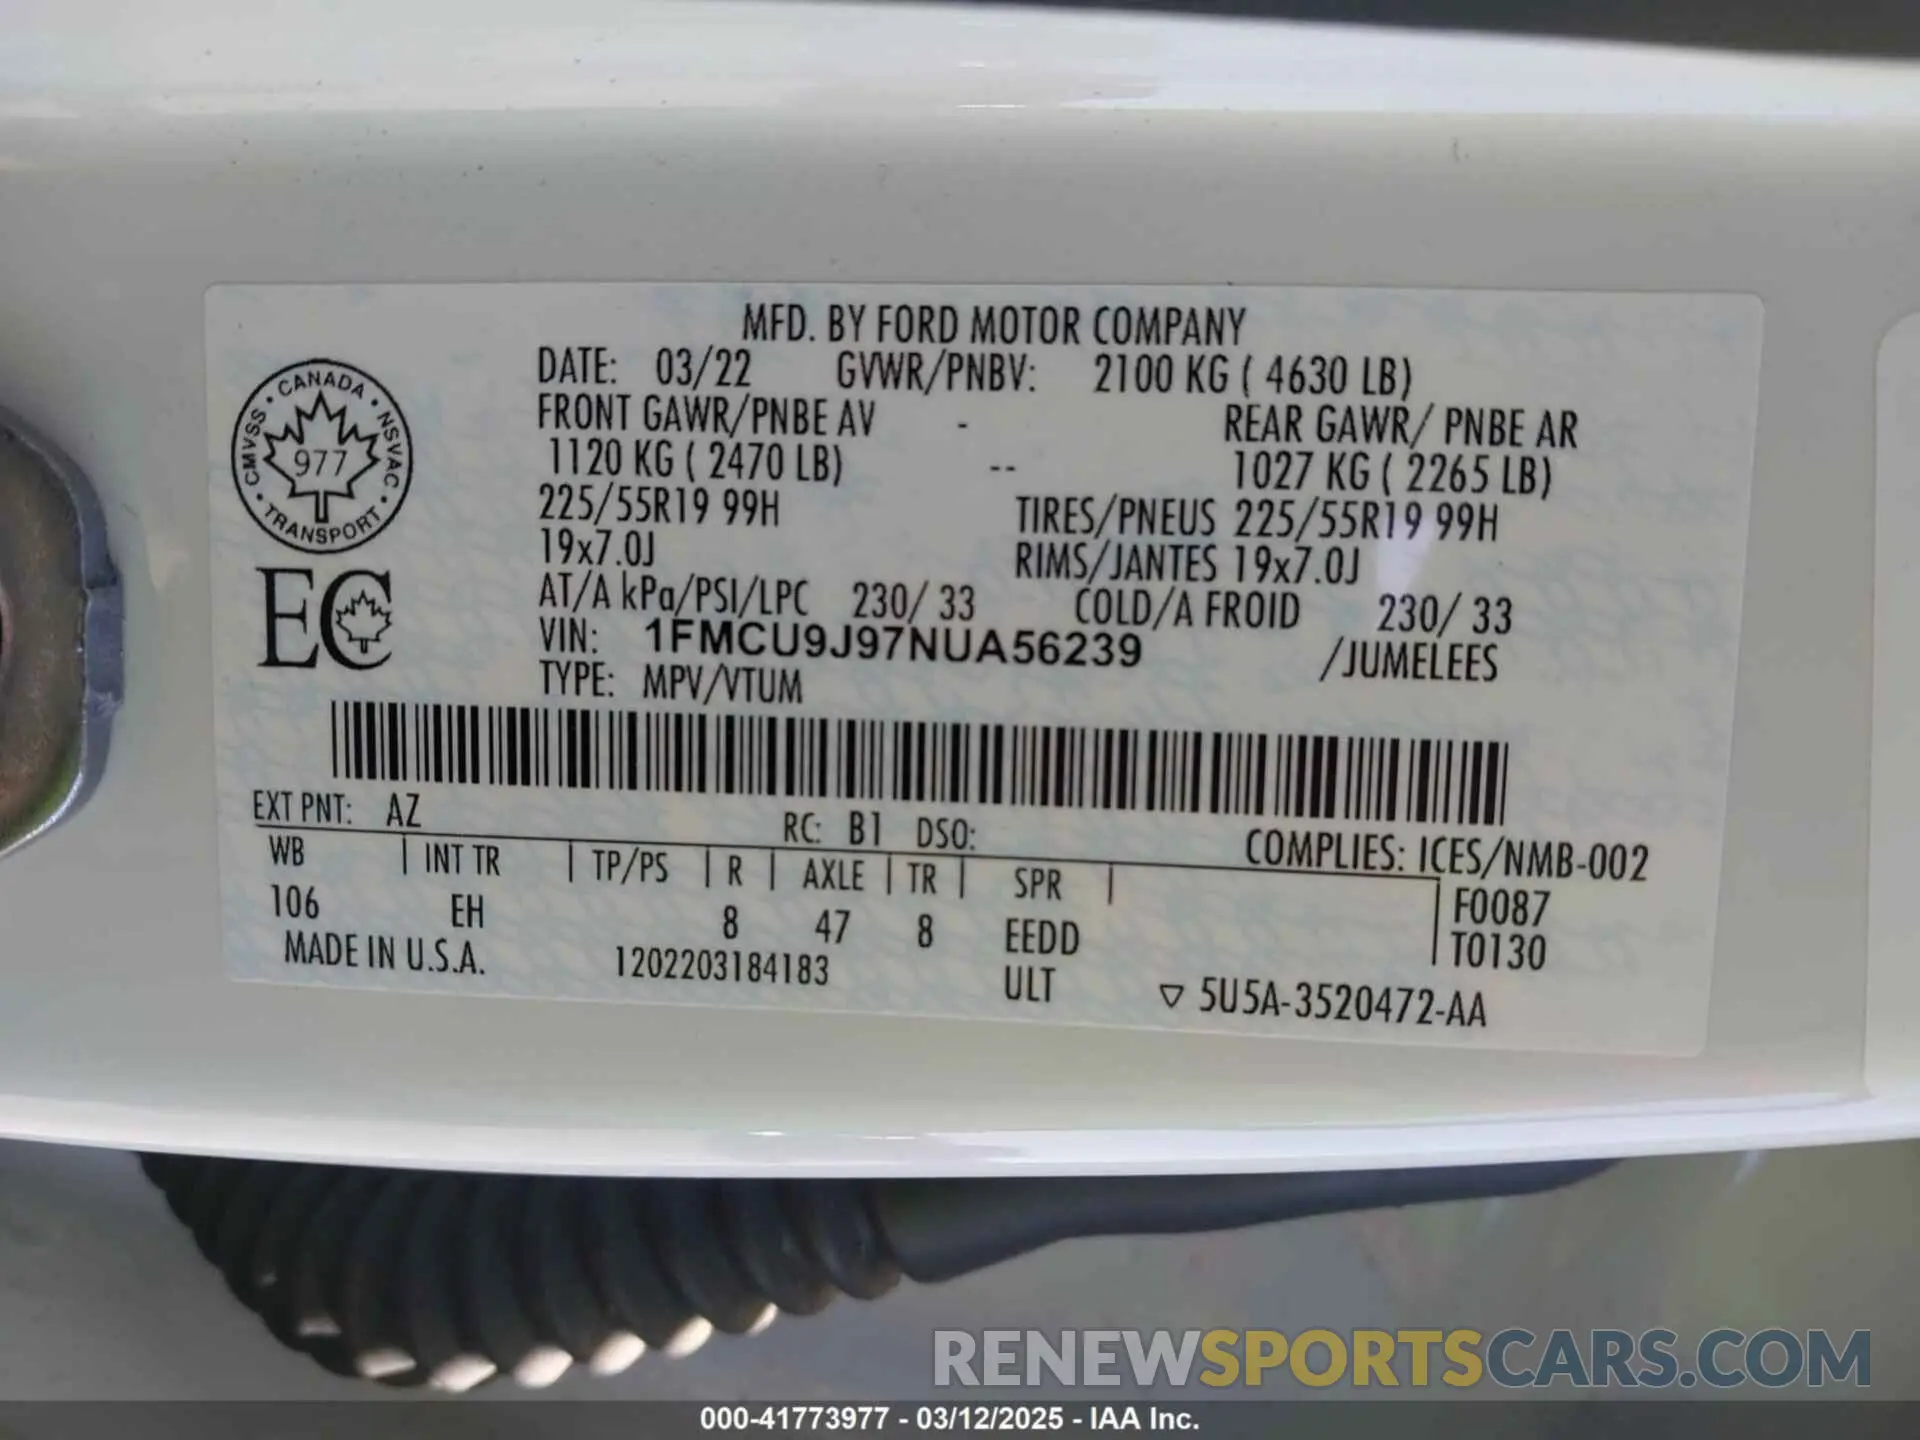 MFD. BY FORD MOTOR COMPANY
DATE: 03/22 GVWR/PNBV: 2100 KG ( 4630 LB)
FRONT GAWR/PNBE AV - REAR GAWR/ PNBE AR
1120 KG ( 2470 LB) -- 1027 KG ( 2265 LB)
225/55R19 99H TIRES/PNEUS 225/55R19 99H
19x7.0J RIMS/JANTES 19x7.0J
AT/A kPa/PSI/LPC 230/ 33 COLD/A FROID 230/ 33
VIN: 1FMCU9J97NUA56239 /JUMELEES
TYPE: MPV/VTUM
CANADA · NSVAC · TRANSPORT · CMVSS ·
977
EC
EXT PNT: AZ RC: B1 DSO: COMPLIES: ICES/NMB-002
WB | INT TR | TP/PS | R | AXLE | TR | SPR | F0087
106 EH 8 47 8 EEDD T0130
MADE IN U.S.A. 1202203184183 ULT ▽ 5U5A-3520472-AA
RENEWSPORTSCARS.COM
000-41773977 - 03/12/2025 - IAA Inc.